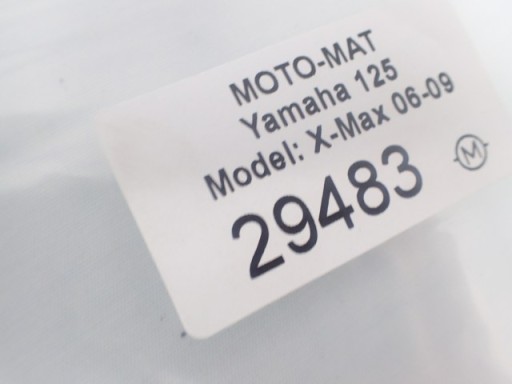 MOTO-MAT
Yamaha 125
Model: X-Max 06-09
29483
M